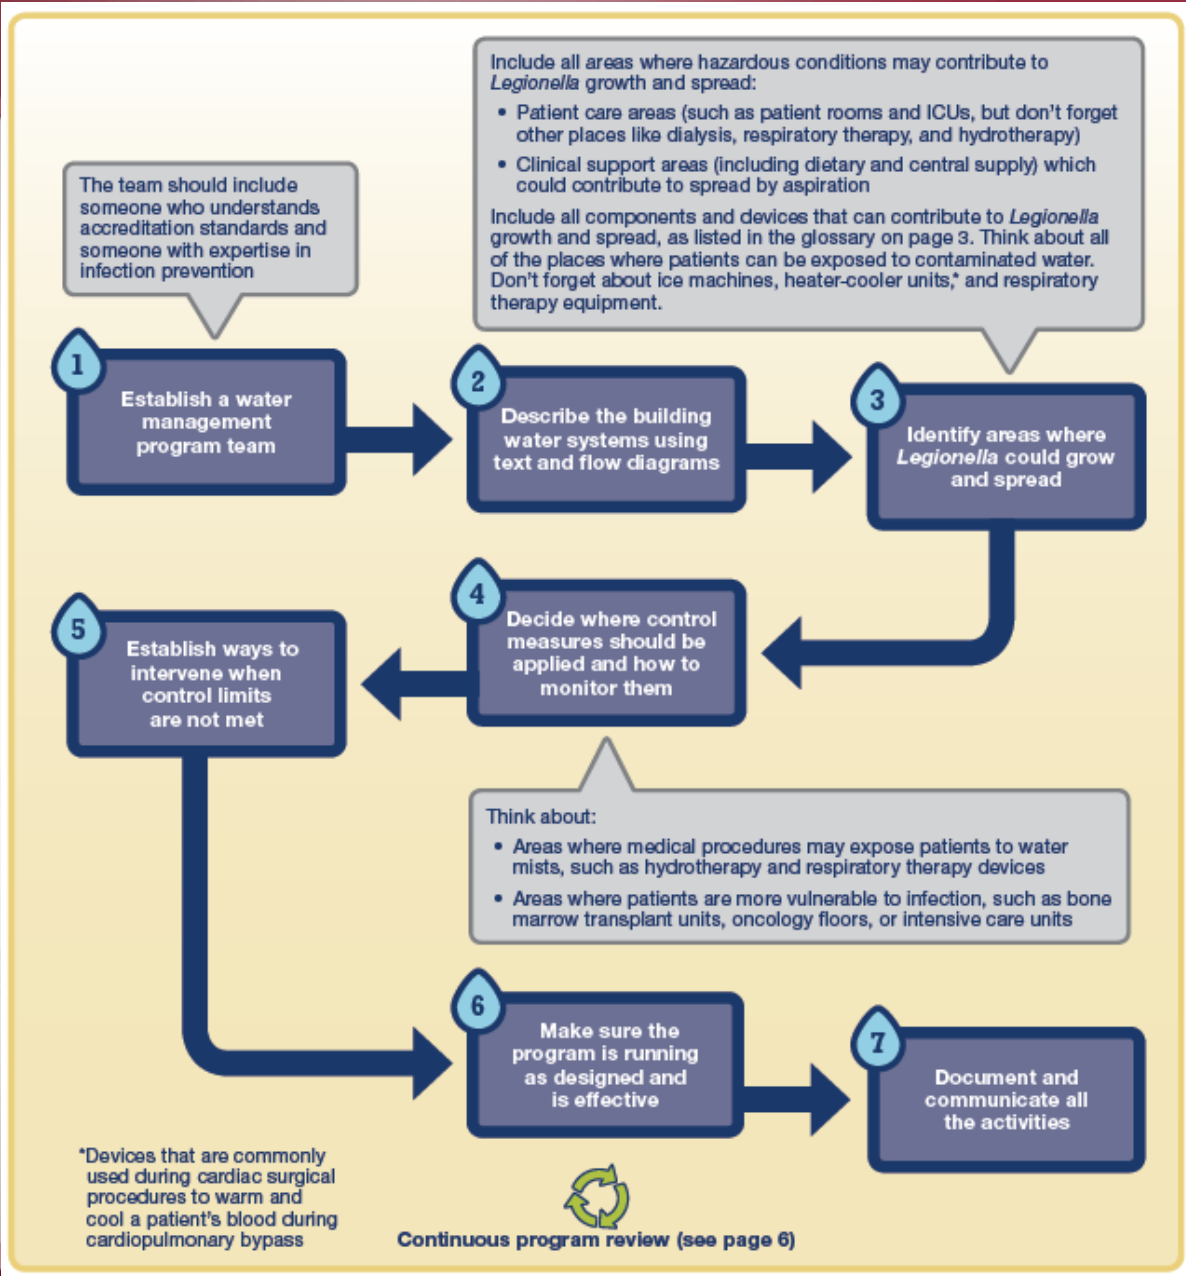 The team should include
someone who understands
accreditation standards and
someone with expertise in
infection prevention
Include all areas where hazardous conditions may contribute to
Legionella growth and spread:
• Patient care areas (such as patient rooms and ICUs, but don’t forget
other places like dialysis, respiratory therapy, and hydrotherapy)
• Clinical support areas (including dietary and central supply) which
could contribute to spread by aspiration
Include all components and devices that can contribute to Legionella
growth and spread, as listed in the glossary on page 3. Think about all
of the places where patients can be exposed to contaminated water.
Don’t forget about ice machines, heater-cooler units,* and respiratory
therapy equipment.
1
Establish a water
management
program team
2
Describe the building
water systems using
text and flow diagrams
3
Identify areas where
Legionella could grow
and spread
4
Decide where control
measures should be
applied and how to
monitor them
5
Establish ways to
intervene when
control limits
are not met
Think about:
• Areas where medical procedures may expose patients to water
mists, such as hydrotherapy and respiratory therapy devices
• Areas where patients are more vulnerable to infection, such as bone
marrow transplant units, oncology floors, or intensive care units
6
Make sure the
program is running
as designed and
is effective
7
Document and
communicate all
the activities
*Devices that are commonly
used during cardiac surgical
procedures to warm and
cool a patient’s blood during
cardiopulmonary bypass
Continuous program review (see page 6)